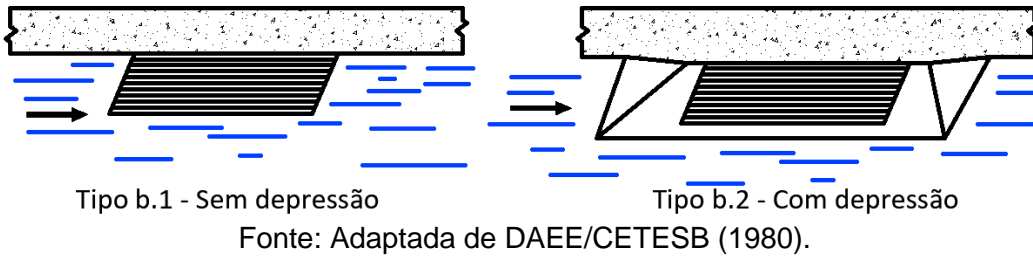 Tipo b.1 - Sem depressão
Tipo b.2 - Com depressão
Fonte: Adaptada de DAEE/CETESB (1980).